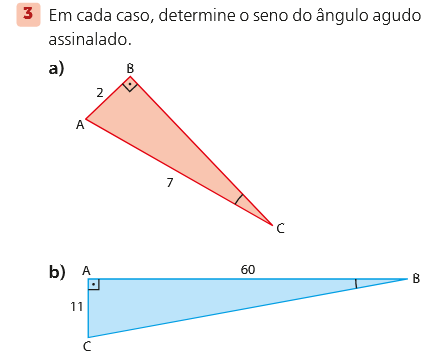 3 Em cada caso, determine o seno do ângulo agudo
assinalado.
a)
B
2
A
7
C
b) A 60 B
11
C